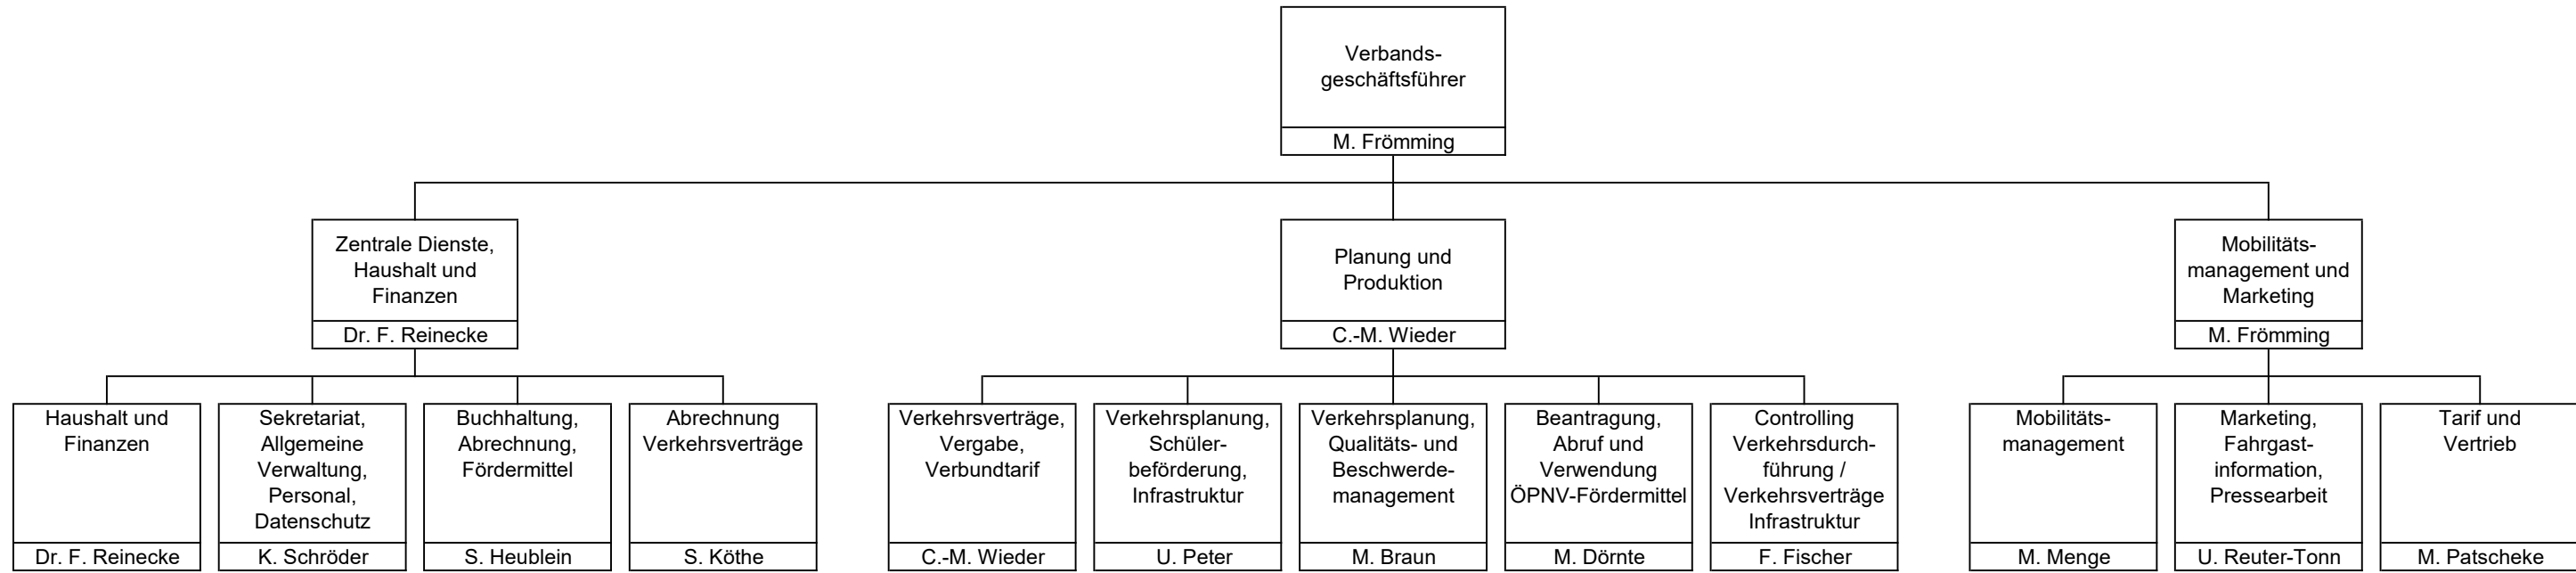 Verbands-
geschäftsführer
M. Frömming
Zentrale Dienste,
Haushalt und
Finanzen
Dr. F. Reinecke
Planung und
Produktion
C.-M. Wieder
Mobilitäts-
management und
Marketing
M. Frömming
Haushalt und
Finanzen
Dr. F. Reinecke
Sekretariat,
Allgemeine
Verwaltung,
Personal,
Datenschutz
K. Schröder
Buchhaltung,
Abrechnung,
Fördermittel
S. Heublein
Abrechnung
Verkehrsverträge
S. Köthe
Verkehrsverträge,
Vergabe,
Verbundtarif
C.-M. Wieder
Verkehrsplanung,
Schüler-
beförderung,
Infrastruktur
U. Peter
Verkehrsplanung,
Qualitäts- und
Beschwerde-
management
M. Braun
Beantragung,
Abruf und
Verwendung
ÖPNV-Fördermittel
M. Dörnte
Controlling
Verkehrsdurch-
führung /
Verkehrsverträge
Infrastruktur
F. Fischer
Mobilitäts-
management
M. Menge
Marketing,
Fahrgast-
information,
Pressearbeit
U. Reuter-Tonn
Tarif und
Vertrieb
M. Patscheke